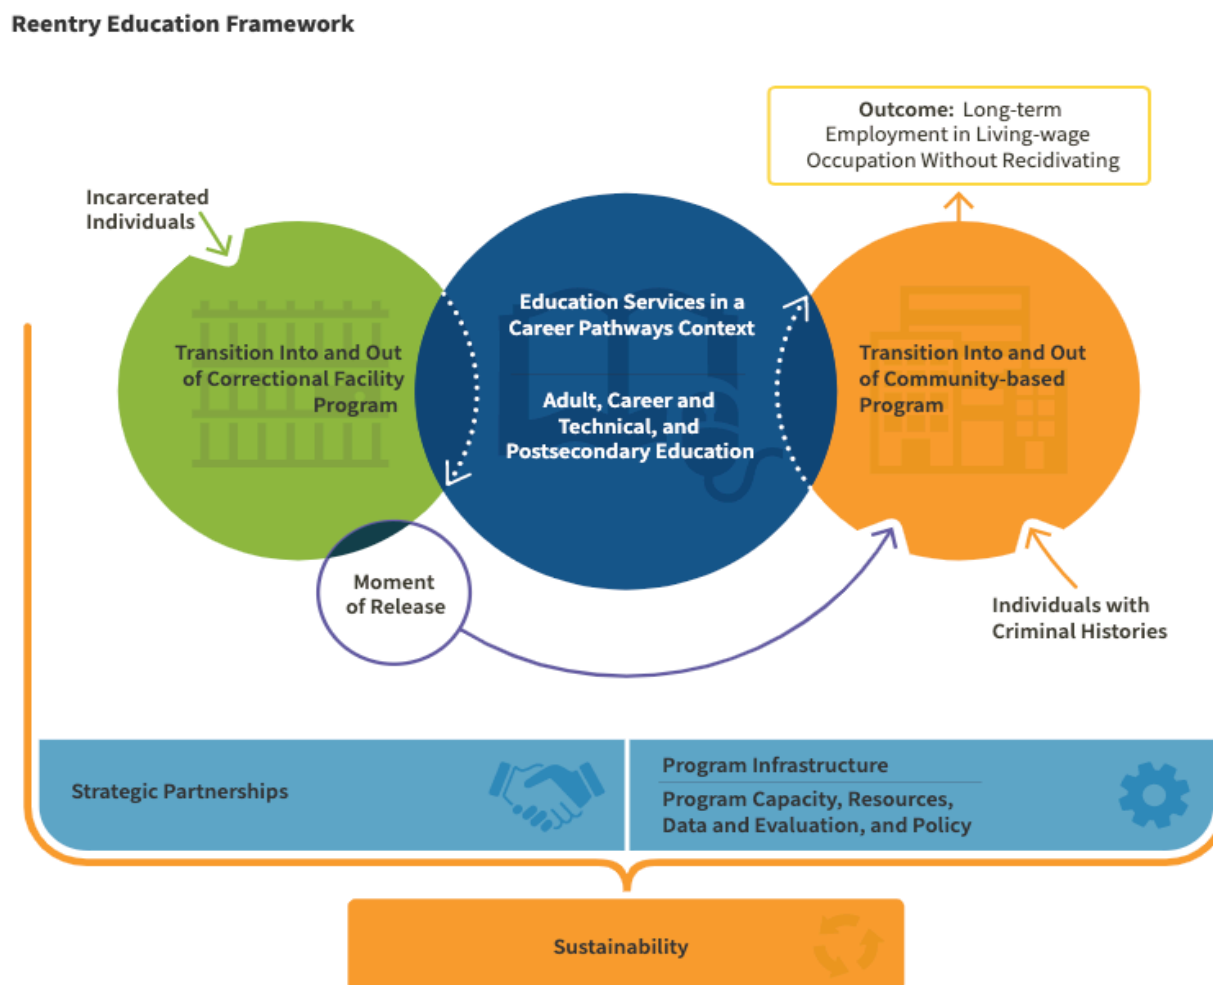 Reentry Education Framework
Outcome: Long-term
Employment in Living-wage
Occupation Without Recidivating
Incarcerated
Individuals
Transition Into and Out
of Correctional Facility
Program
Education Services in a
Career Pathways Context
Adult, Career and
Technical, and
Postsecondary Education
Transition Into and Out
of Community-based
Program
Moment
of Release
Individuals with
Criminal Histories
Strategic Partnerships
Program Infrastructure
Program Capacity, Resources,
Data and Evaluation, and Policy
Sustainability